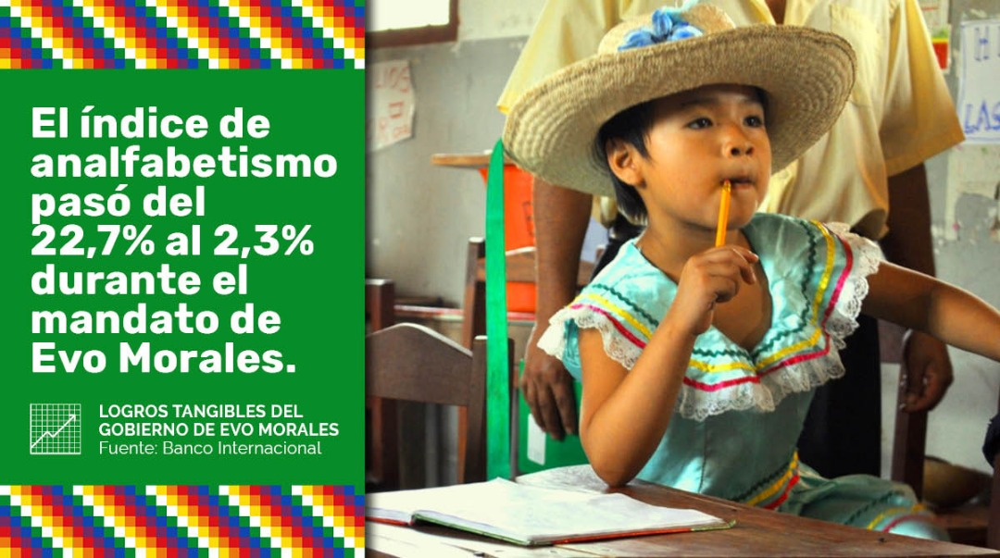 El índice de
analfabetismo
pasó del
22,7% al 2,3%
durante el
mandato de
Evo Morales.
LOGROS TANGIBLES DEL
GOBIERNO DE EVO MORALES
Fuente: Banco Internacional
LAS